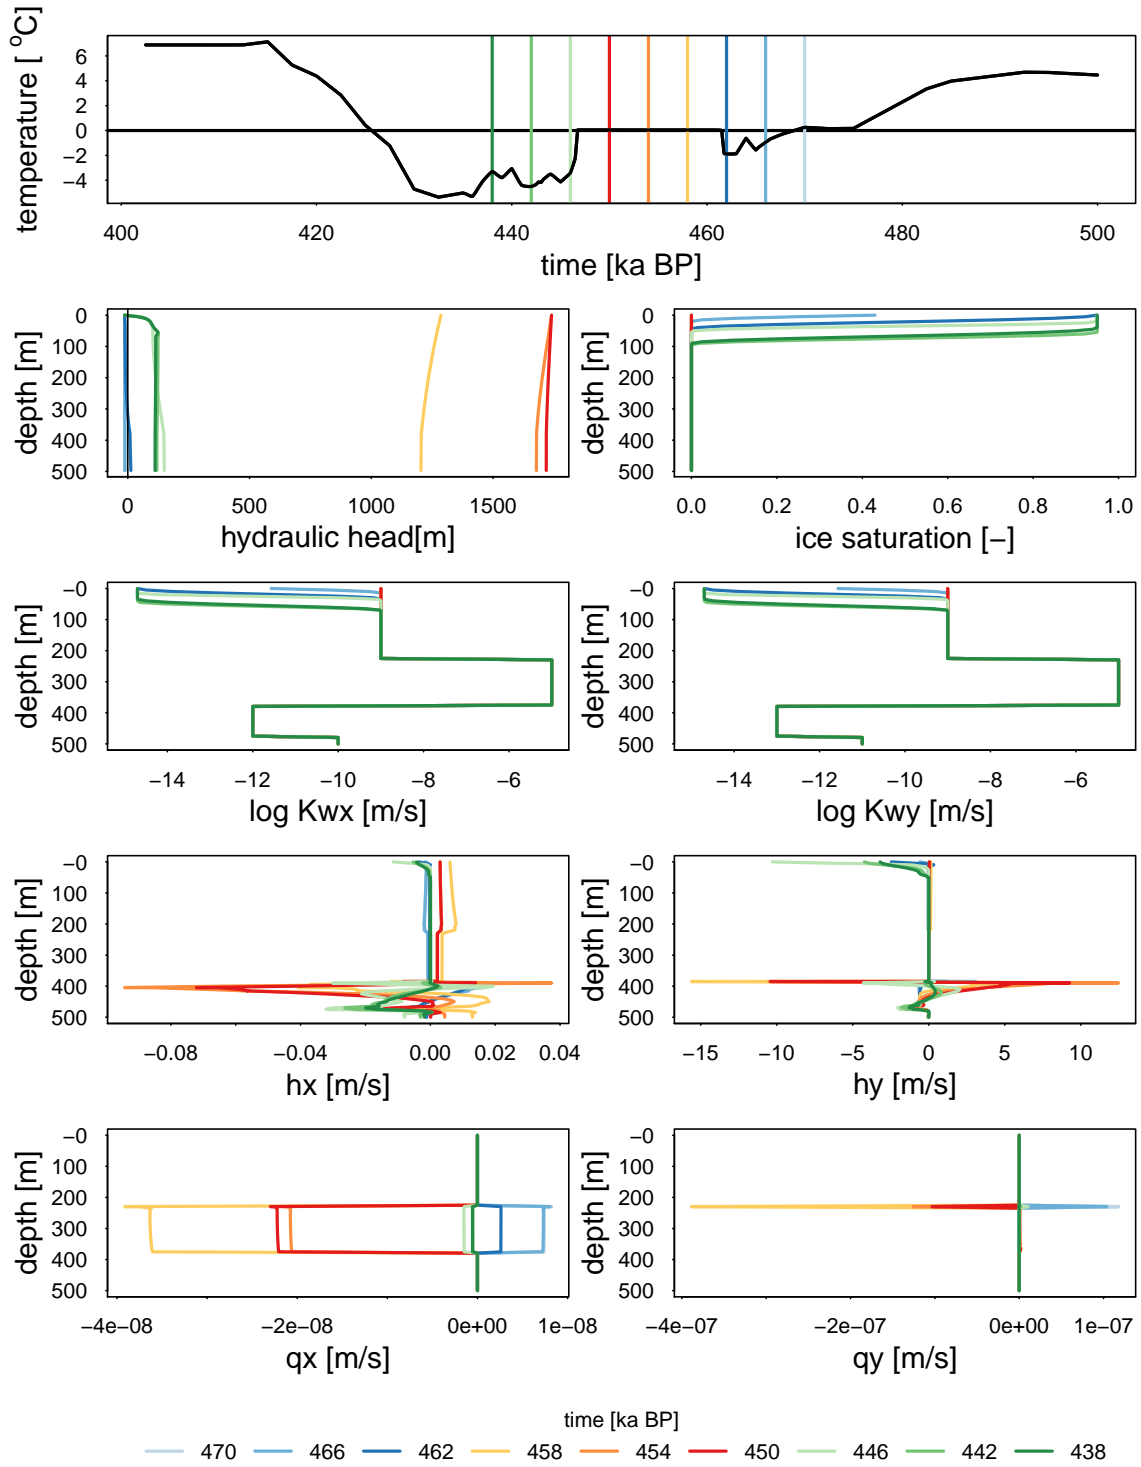 temperature [ °C]
6
4
2
0
−2
−4
400 420 440 460 480 500
time [ka BP]
depth [m]
0
100
200
300
400
500
0 500 1000 1500
hydraulic head[m]
depth [m]
0
100
200
300
400
500
0.0 0.2 0.4 0.6 0.8 1.0
ice saturation [−]
depth [m]
−0
100
200
300
400
500
−14 −12 −10 −8 −6
log Kwx [m/s]
depth [m]
−0
100
200
300
400
500
−14 −12 −10 −8 −6
log Kwy [m/s]
depth [m]
−0
100
200
300
400
500
−0.08 −0.04 0.00 0.02 0.04
hx [m/s]
depth [m]
−0
100
200
300
400
500
−15 −10 −5 0 5 10
hy [m/s]
depth [m]
−0
100
200
300
400
500
−4e−08 −2e−08 0e+00 1e−08
qx [m/s]
depth [m]
−0
100
200
300
400
500
−4e−07 −2e−07 0e+00 1e−07
qy [m/s]
time [ka BP]
470 466 462 458 454 450 446 442 438